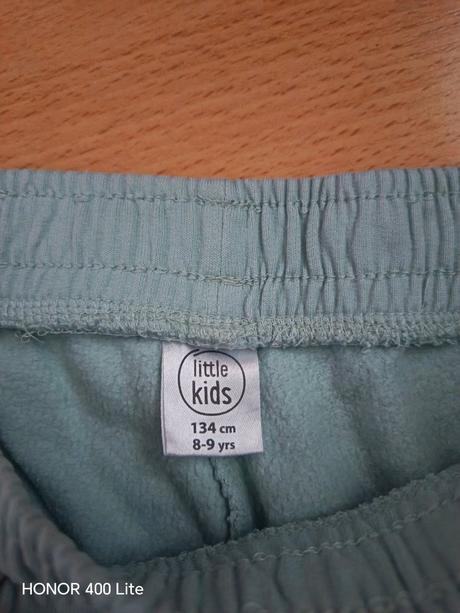 little
kids
134 cm
8-9 yrs
HONOR 400 Lite